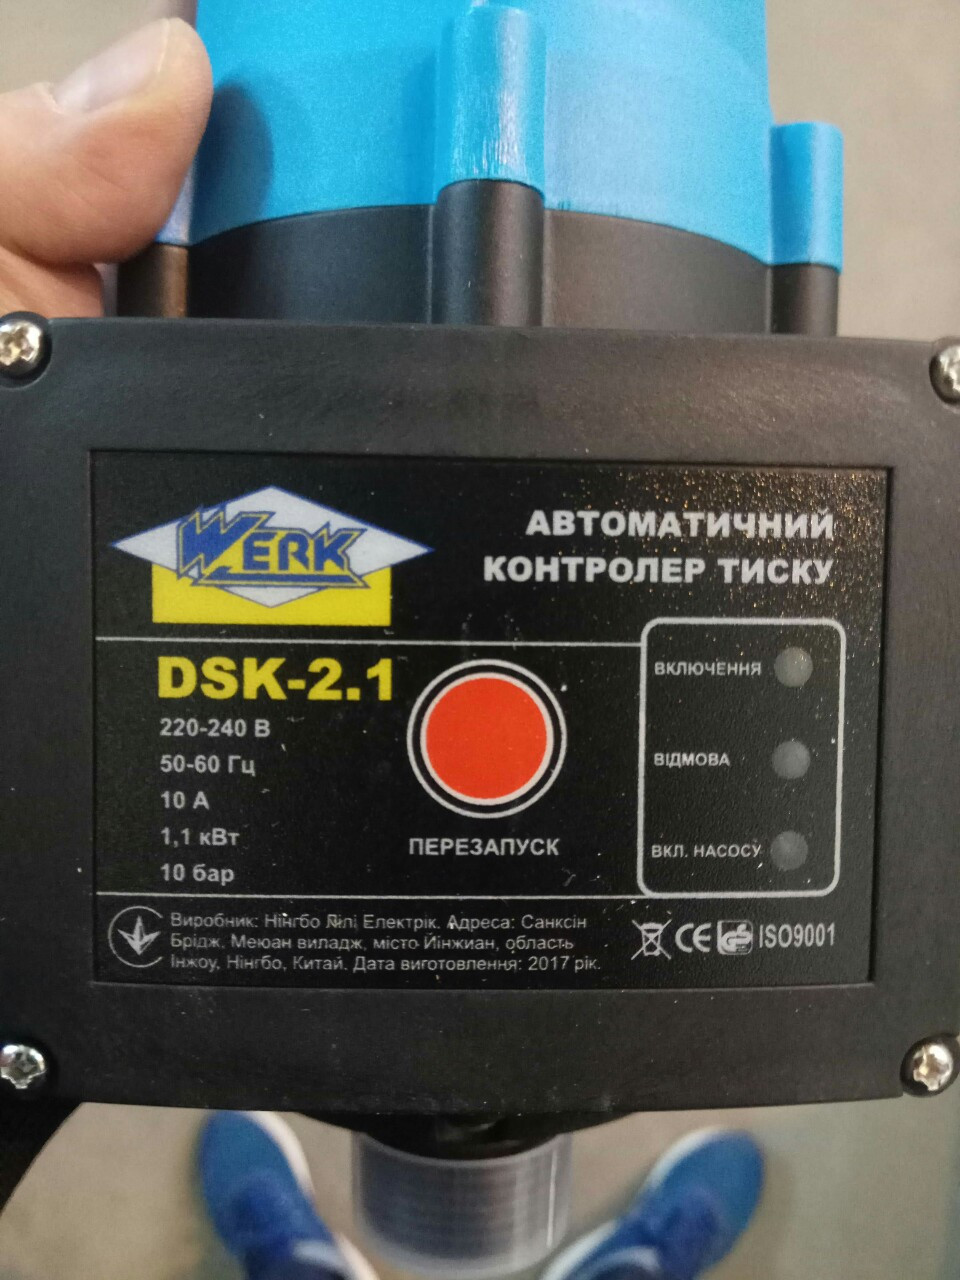 WERK
АВТОМАТИЧНИЙ
КОНТРОЛЕР ТИСКУ
DSK-2.1
220-240 В
50-60 Гц
10 А
1,1 кВт
10 бар
ПЕРЕЗАПУСК
ВКЛЮЧЕННЯ
ВІДМОВА
ВКЛ. НАСОСУ
Виробник: Нінгбо Лілі Електрік. Адреса: Санксін
Брідж, Меюан виладж, місто Йінжиан, область
Інжоу, Нінгбо, Китай. Дата виготовлення: 2017 рік.
CE GS ISO9001